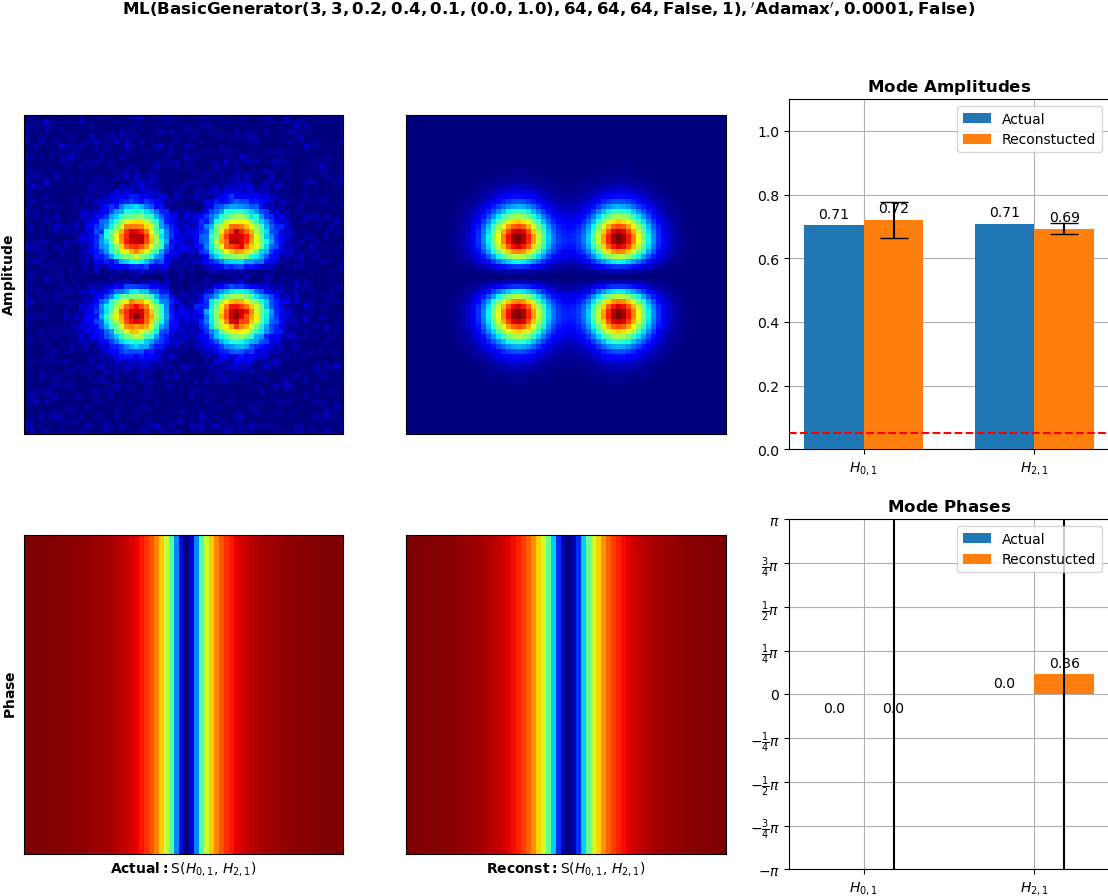 ML(BasicGenerator(3, 3, 0.2, 0.4, 0.1, (0.0, 1.0), 64, 64, 64, False, 1), ′Adamax′, 0.0001, False)
Amplitude
Mode Amplitudes
Actual
Reconstucted
1.0
0.8
0.6
0.4
0.2
0.0
0.71
0.72
0.71
0.69
H0, 1
H2, 1
Phase
Actual: S(H0, 1, H2, 1)
Reconst: S(H0, 1, H2, 1)
Mode Phases
Actual
Reconstucted
π
3/4π
1/2π
1/4π
0
−1/4π
−1/2π
−3/4π
−π
0.0
0.0
0.0
0.36
H0, 1
H2, 1